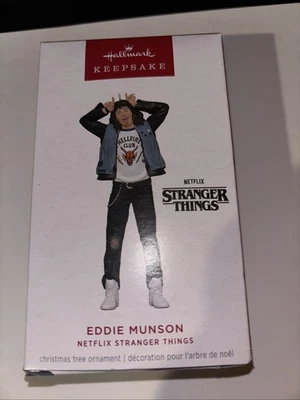 Hallmark
KEEPSAKE
HELLFIRE
CLUB
NETFLIX
STRANGER
THINGS
EDDIE MUNSON
NETFLIX STRANGER THINGS
christmas tree ornament | décoration pour l'arbre de noël